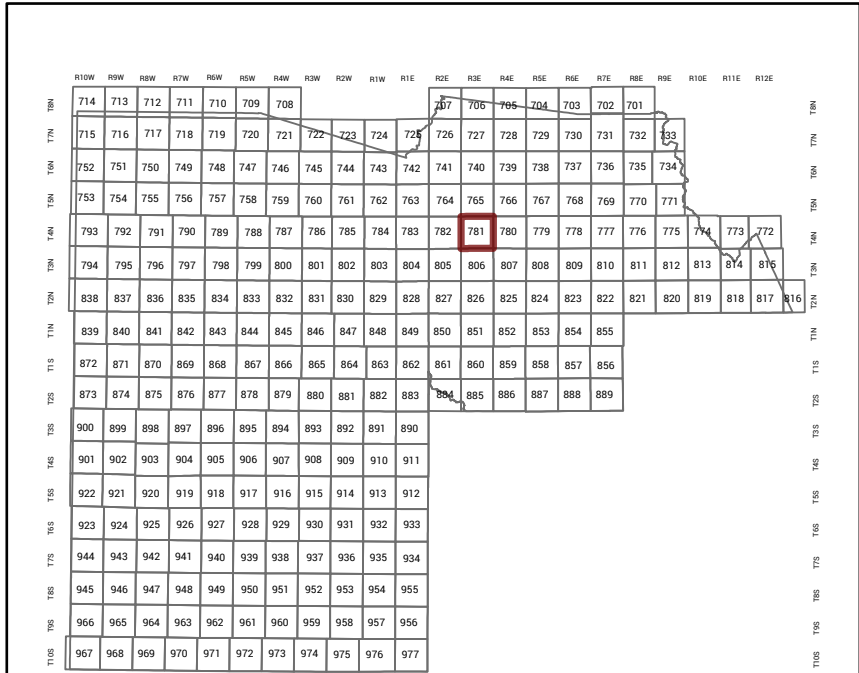 R10W R9W R8W R7W R6W R5W R4W R3W R2W R1W R1E R2E R3E R4E R5E R6E R7E R8E R9E R10E R11E R12E
T8N 714 713 712 711 710 709 708 707 706 705 704 703 702 701 T8N
T7N 715 716 717 718 719 720 721 722 723 724 725 726 727 728 729 730 731 732 733 T7N
T6N 752 751 750 749 748 747 746 745 744 743 742 741 740 739 738 737 736 735 734 T6N
T5N 753 754 755 756 757 758 759 760 761 762 763 764 765 766 767 768 769 770 771 T5N
T4N 793 792 791 790 789 788 787 786 785 784 783 782 781 780 779 778 777 776 775 774 773 772 T4N
T3N 794 795 796 797 798 799 800 801 802 803 804 805 806 807 808 809 810 811 812 813 814 815 T3N
T2N 838 837 836 835 834 833 832 831 830 829 828 827 826 825 824 823 822 821 820 819 818 817 816 T2N
T1N 839 840 841 842 843 844 845 846 847 848 849 850 851 852 853 854 855 T1N
T1S 872 871 870 869 868 867 866 865 864 863 862 861 860 859 858 857 856 T1S
T2S 873 874 875 876 877 878 879 880 881 882 883 884 885 886 887 888 889 T2S
T3S 900 899 898 897 896 895 894 893 892 891 890 T3S
T4S 901 902 903 904 905 906 907 908 909 910 911 T4S
T5S 922 921 920 919 918 917 916 915 914 913 912 T5S
T6S 923 924 925 926 927 928 929 930 931 932 933 T6S
T7S 944 943 942 941 940 939 938 937 936 935 934 T7S
T8S 945 946 947 948 949 950 951 952 953 954 955 T8S
T9S 966 965 964 963 962 961 960 959 958 957 956 T9S
T10S 967 968 969 970 971 972 973 974 975 976 977 T10S